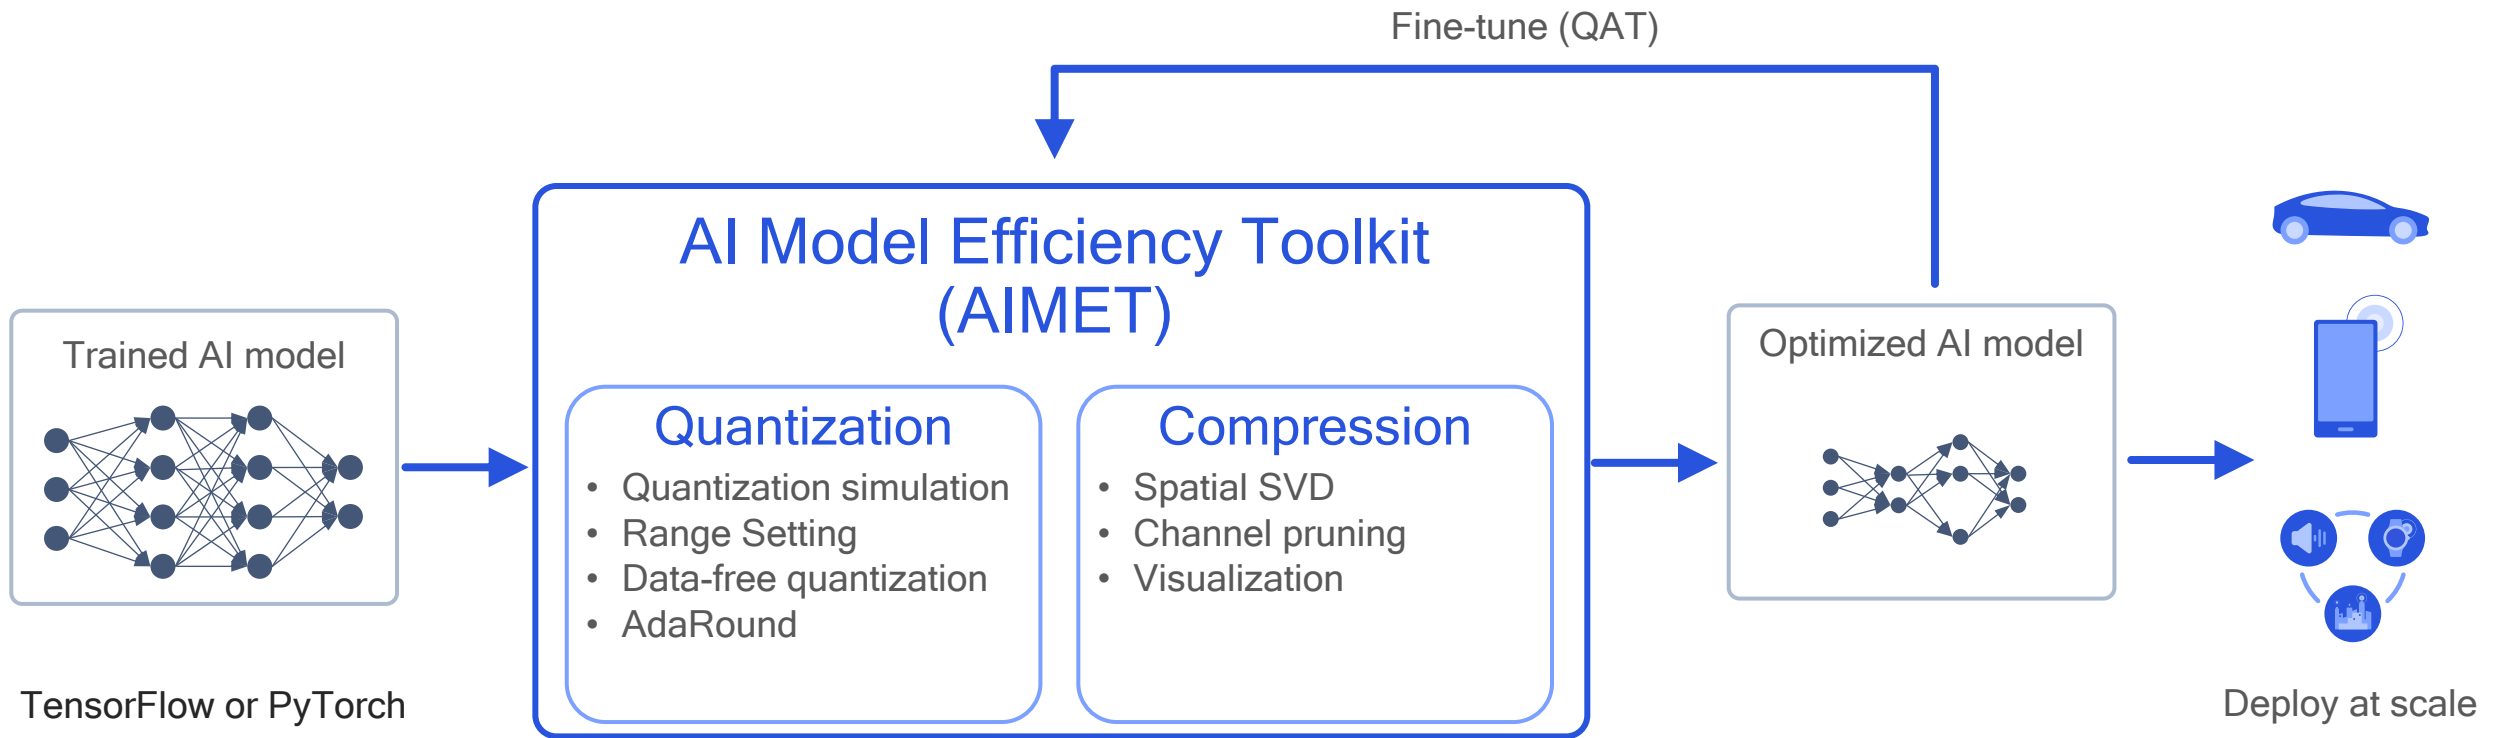 Fine-tune (QAT)
AI Model Efficiency Toolkit
(AIMET)
Trained AI model
Quantization
• Quantization simulation
• Range Setting
• Data-free quantization
• AdaRound
Compression
• Spatial SVD
• Channel pruning
• Visualization
Optimized AI model
TensorFlow or PyTorch
Deploy at scale